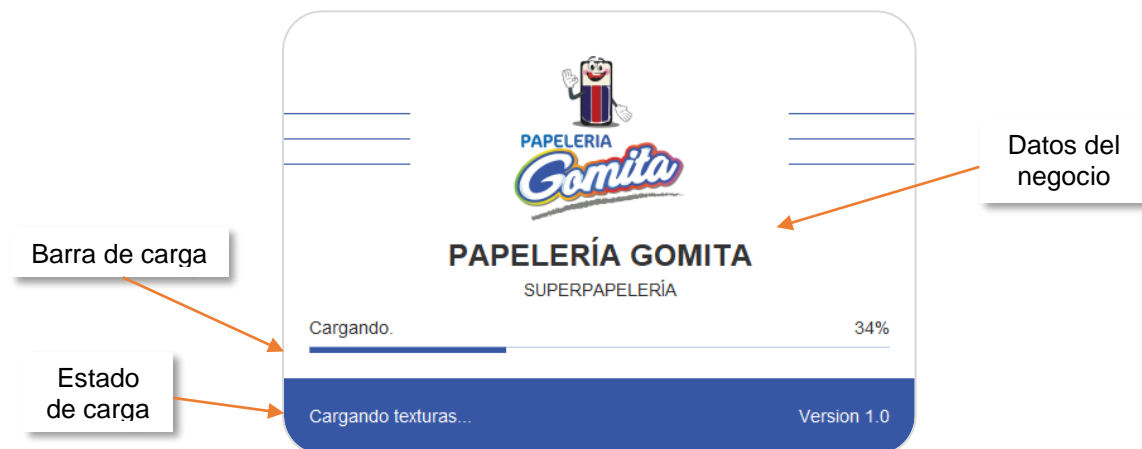 PAPELERIA
Gomita
Datos del
negocio
Barra de carga
PAPELERÍA GOMITA
SUPERPAPELERÍA
Cargando.
34%
Estado
de carga
Cargando texturas...
Version 1.0